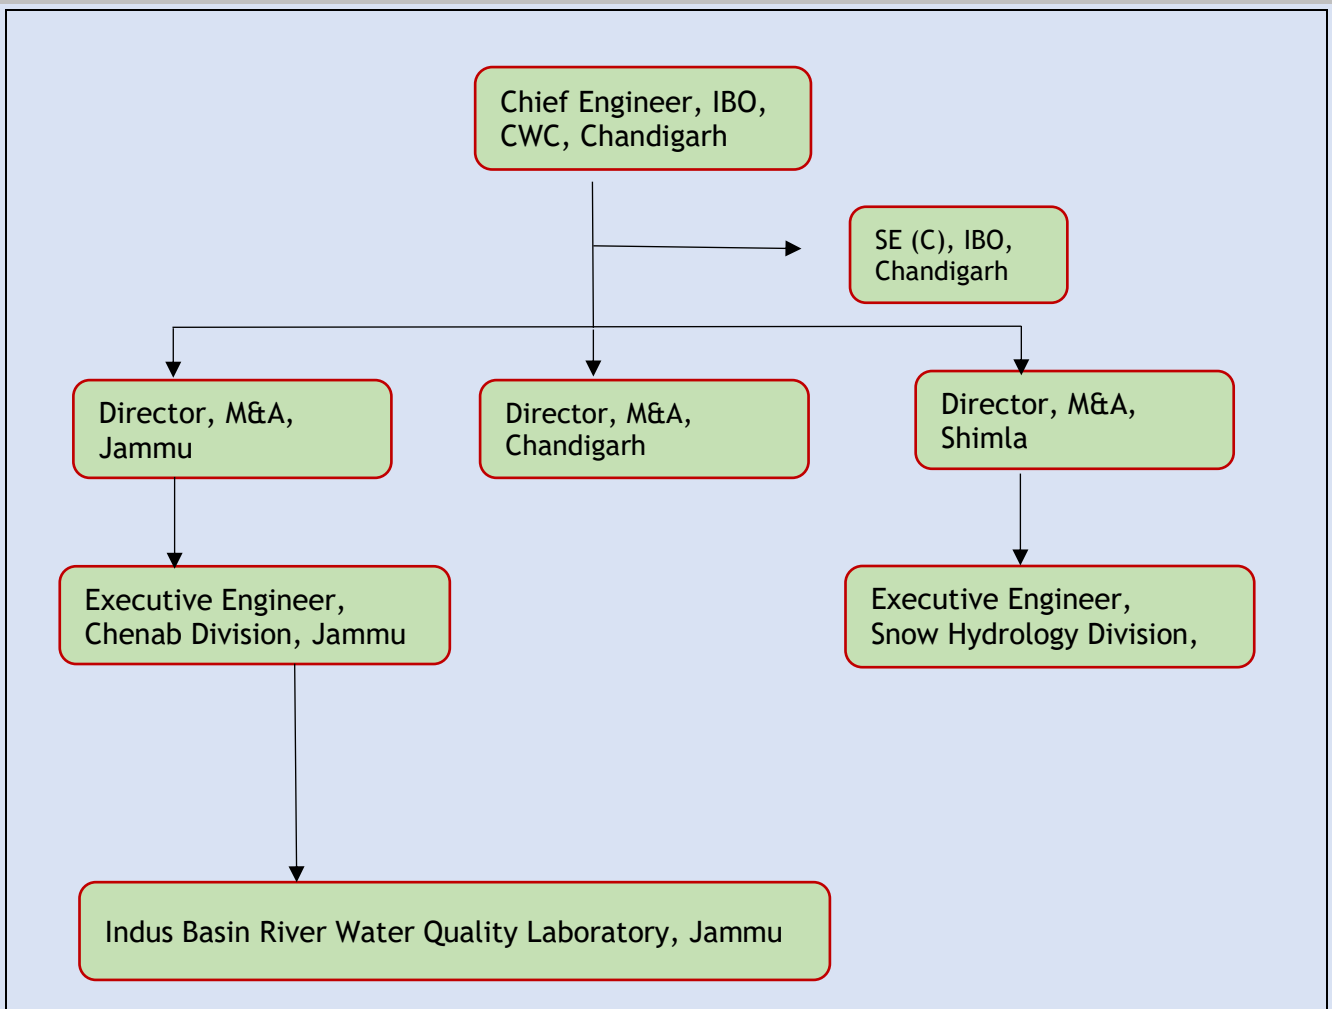 Chief Engineer, IBO,
CWC, Chandigarh
SE (C), IBO,
Chandigarh
Director, M&A,
Jammu
Director, M&A,
Chandigarh
Director, M&A,
Shimla
Executive Engineer,
Chenab Division, Jammu
Executive Engineer,
Snow Hydrology Division,
Indus Basin River Water Quality Laboratory, Jammu